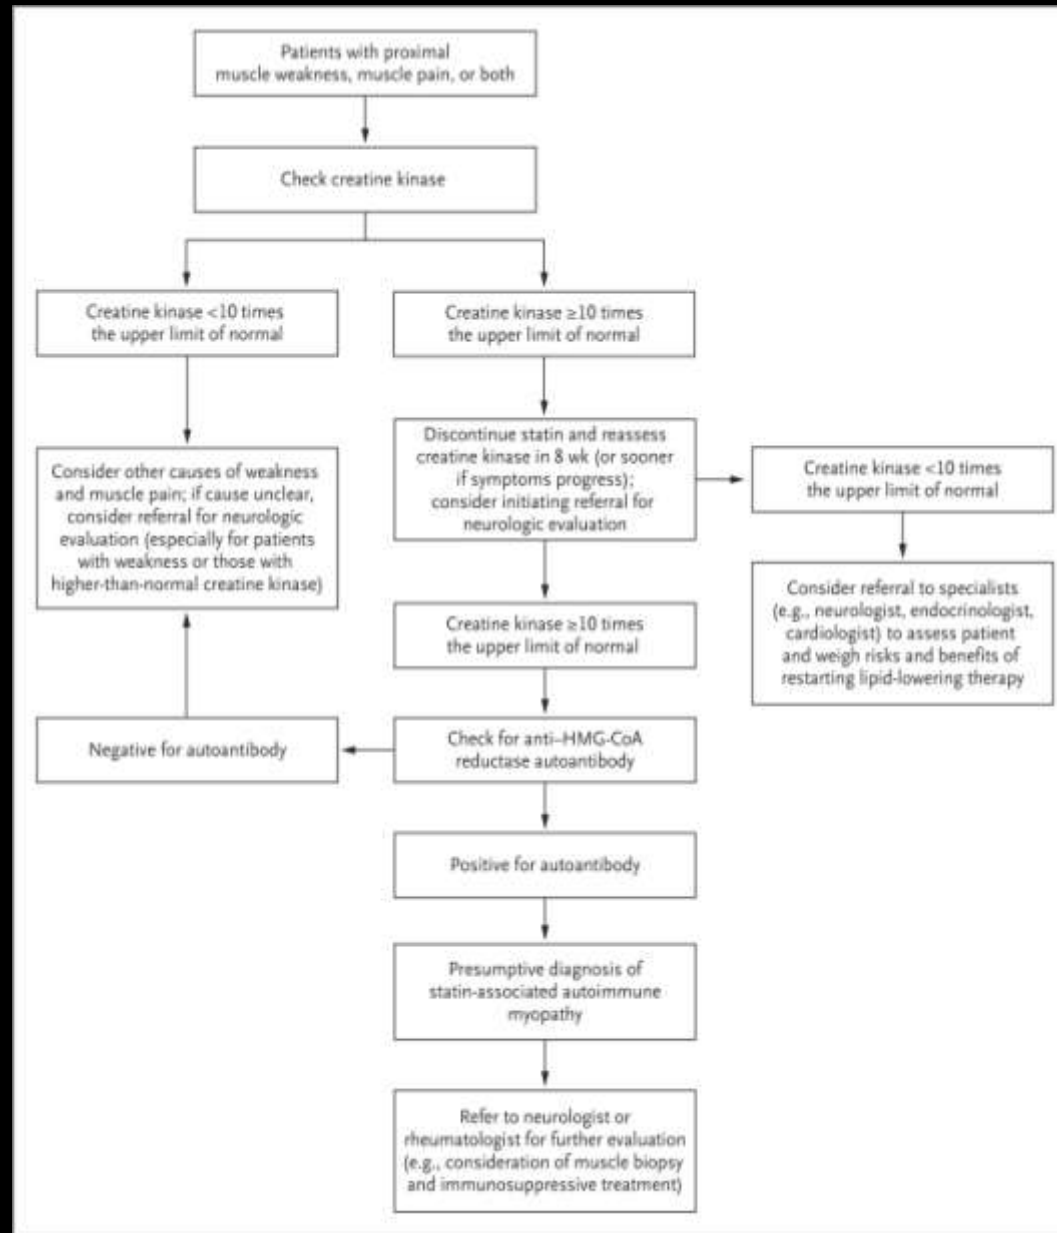 Patients with proximal
muscle weakness, muscle pain, or both
Check creatine kinase
Creatine kinase <10 times
the upper limit of normal
Creatine kinase ≥10 times
the upper limit of normal
Consider other causes of weakness
and muscle pain; if cause unclear,
consider referral for neurologic
evaluation (especially for patients
with weakness or those with
higher-than-normal creatine kinase)
Discontinue statin and reassess
creatine kinase in 8 wk (or sooner
if symptoms progress);
consider initiating referral for
neurologic evaluation
Creatine kinase <10 times
the upper limit of normal
Consider referral to specialists
(e.g., neurologist, endocrinologist,
cardiologist) to assess patient
and weigh risks and benefits of
restarting lipid-lowering therapy
Creatine kinase ≥10 times
the upper limit of normal
Negative for autoantibody
Check for anti–HMG-CoA
reductase autoantibody
Positive for autoantibody
Presumptive diagnosis of
statin-associated autoimmune
myopathy
Refer to neurologist or
rheumatologist for further evaluation
(e.g., consideration of muscle biopsy
and immunosuppressive treatment)